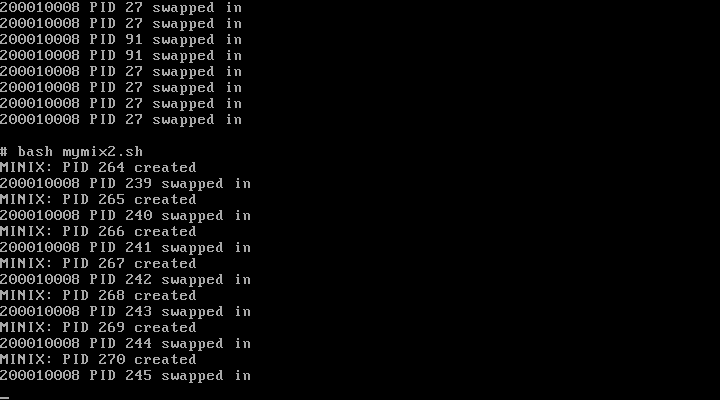 200010008 PID 27 swapped in
200010008 PID 27 swapped in
200010008 PID 91 swapped in
200010008 PID 91 swapped in
200010008 PID 27 swapped in
200010008 PID 27 swapped in
200010008 PID 27 swapped in
200010008 PID 27 swapped in
# bash mymix2.sh
MINIX: PID 264 created
200010008 PID 239 swapped in
MINIX: PID 265 created
200010008 PID 240 swapped in
MINIX: PID 266 created
200010008 PID 241 swapped in
MINIX: PID 267 created
200010008 PID 242 swapped in
MINIX: PID 268 created
200010008 PID 243 swapped in
MINIX: PID 269 created
200010008 PID 244 swapped in
MINIX: PID 270 created
200010008 PID 245 swapped in